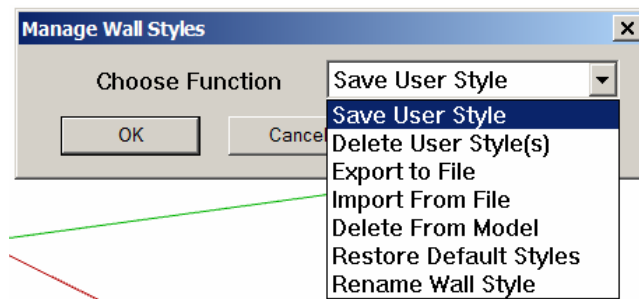 Manage Wall Styles
Choose Function Save User Style
Save User Style
OK Cancel Delete User Style(s)
Export to File
Import From File
Delete From Model
Restore Default Styles
Rename Wall Style